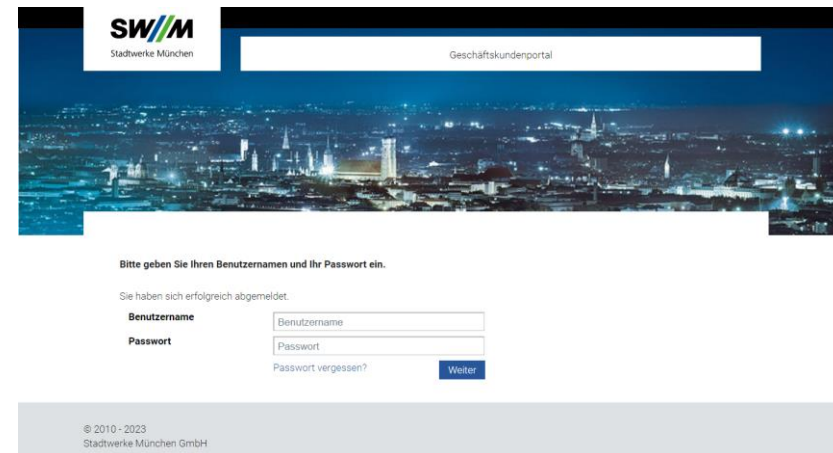 SW//M
Stadtwerke München
Geschäftskundenportal
Bitte geben Sie Ihren Benutzernamen und Ihr Passwort ein.
Sie haben sich erfolgreich abgemeldet.
Benutzername
Benutzername
Passwort
Passwort
Passwort vergessen?
Weiter
© 2010 - 2023
Stadtwerke München GmbH